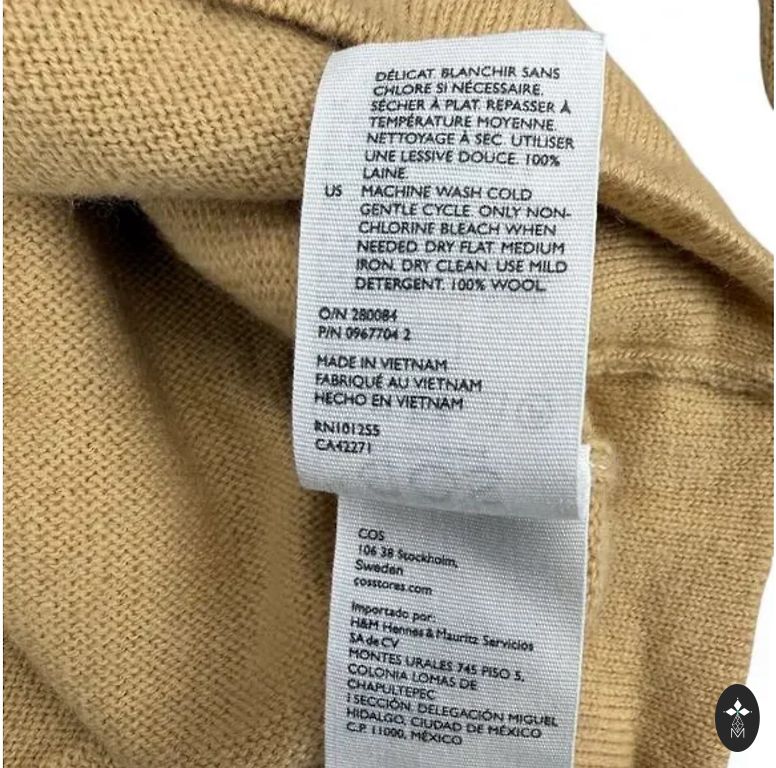 DÉLICAT. BLANCHIR SANS
CHLORE SI NÉCESSAIRE.
SÉCHER À PLAT. REPASSER À
TEMPÉRATURE MOYENNE.
NETTOYAGE À SEC. UTILISER
UNE LESSIVE DOUCE. 100%
LAINE.
US MACHINE WASH COLD
GENTLE CYCLE. ONLY NON-
CHLORINE BLEACH WHEN
NEEDED. DRY FLAT. MEDIUM
IRON. DRY CLEAN. USE MILD
DETERGENT. 100% WOOL.
O/N 280084
P/N 0967704 2
MADE IN VIETNAM
FABRIQUÉ AU VIETNAM
HECHO EN VIETNAM
RN101255
CA42271
COS
106 38 Stockholm,
Sweden
cosstores.com
Importado por:
H&M Hennes & Mauritz Servicios
SA de CV
MONTES URALES 745 PISO 5,
COLONIA LOMAS DE
CHAPULTEPEC
I SECCIÓN, DELEGACIÓN MIGUEL
HIDALGO, CIUDAD DE MÉXICO
C.P. 11000, MÉXICO
M